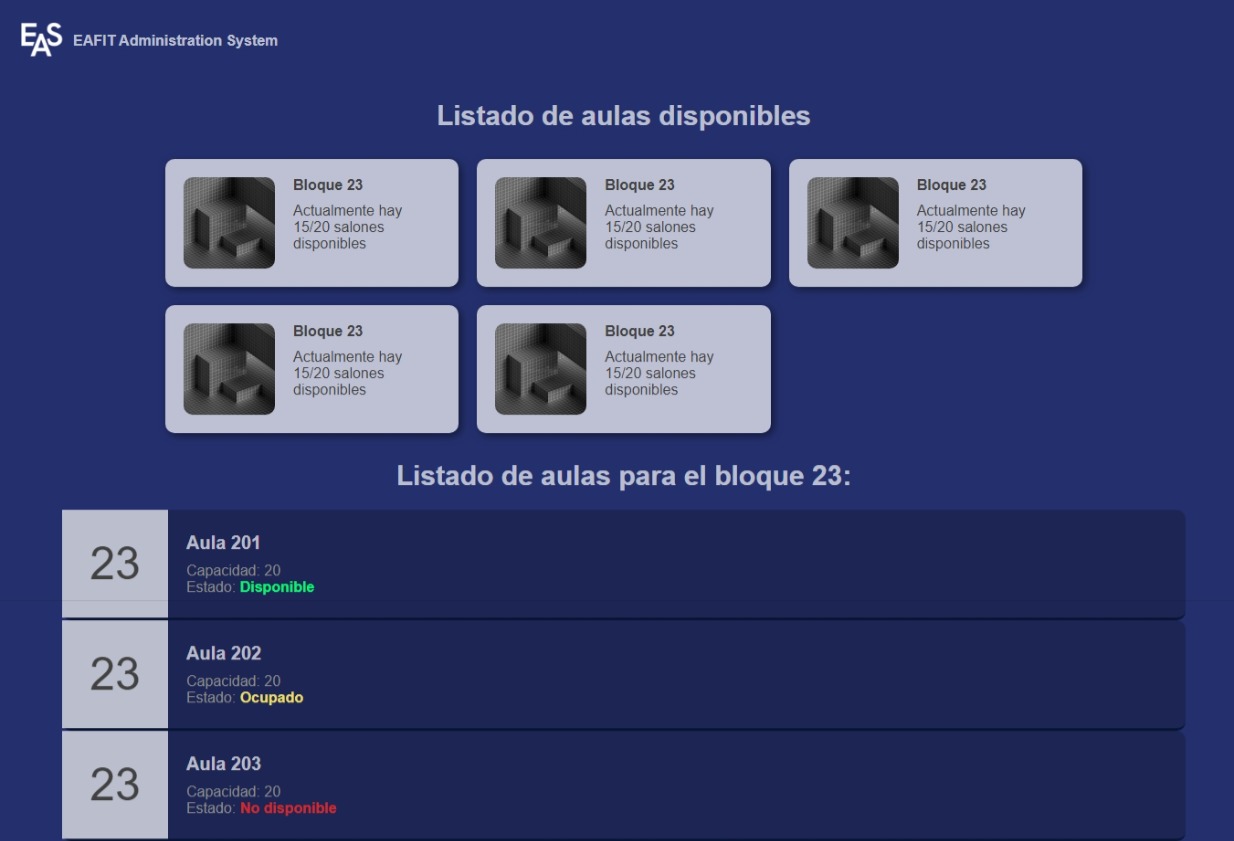 EAS EAFIT Administration System
Listado de aulas disponibles
Bloque 23
Actualmente hay
15/20 salones
disponibles
Bloque 23
Actualmente hay
15/20 salones
disponibles
Bloque 23
Actualmente hay
15/20 salones
disponibles
Bloque 23
Actualmente hay
15/20 salones
disponibles
Bloque 23
Actualmente hay
15/20 salones
disponibles
Listado de aulas para el bloque 23:
23
Aula 201
Capacidad: 20
Estado: Disponible
23
Aula 202
Capacidad: 20
Estado: Ocupado
23
Aula 203
Capacidad: 20
Estado: No disponible